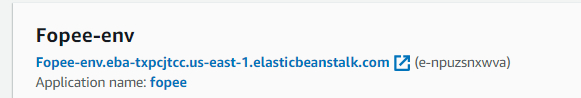 Fopee-env
Fopee-env.eba-txpcjtcc.us-east-1.elasticbeanstalk.com (e-npuzsnxwva)
Application name: fopee